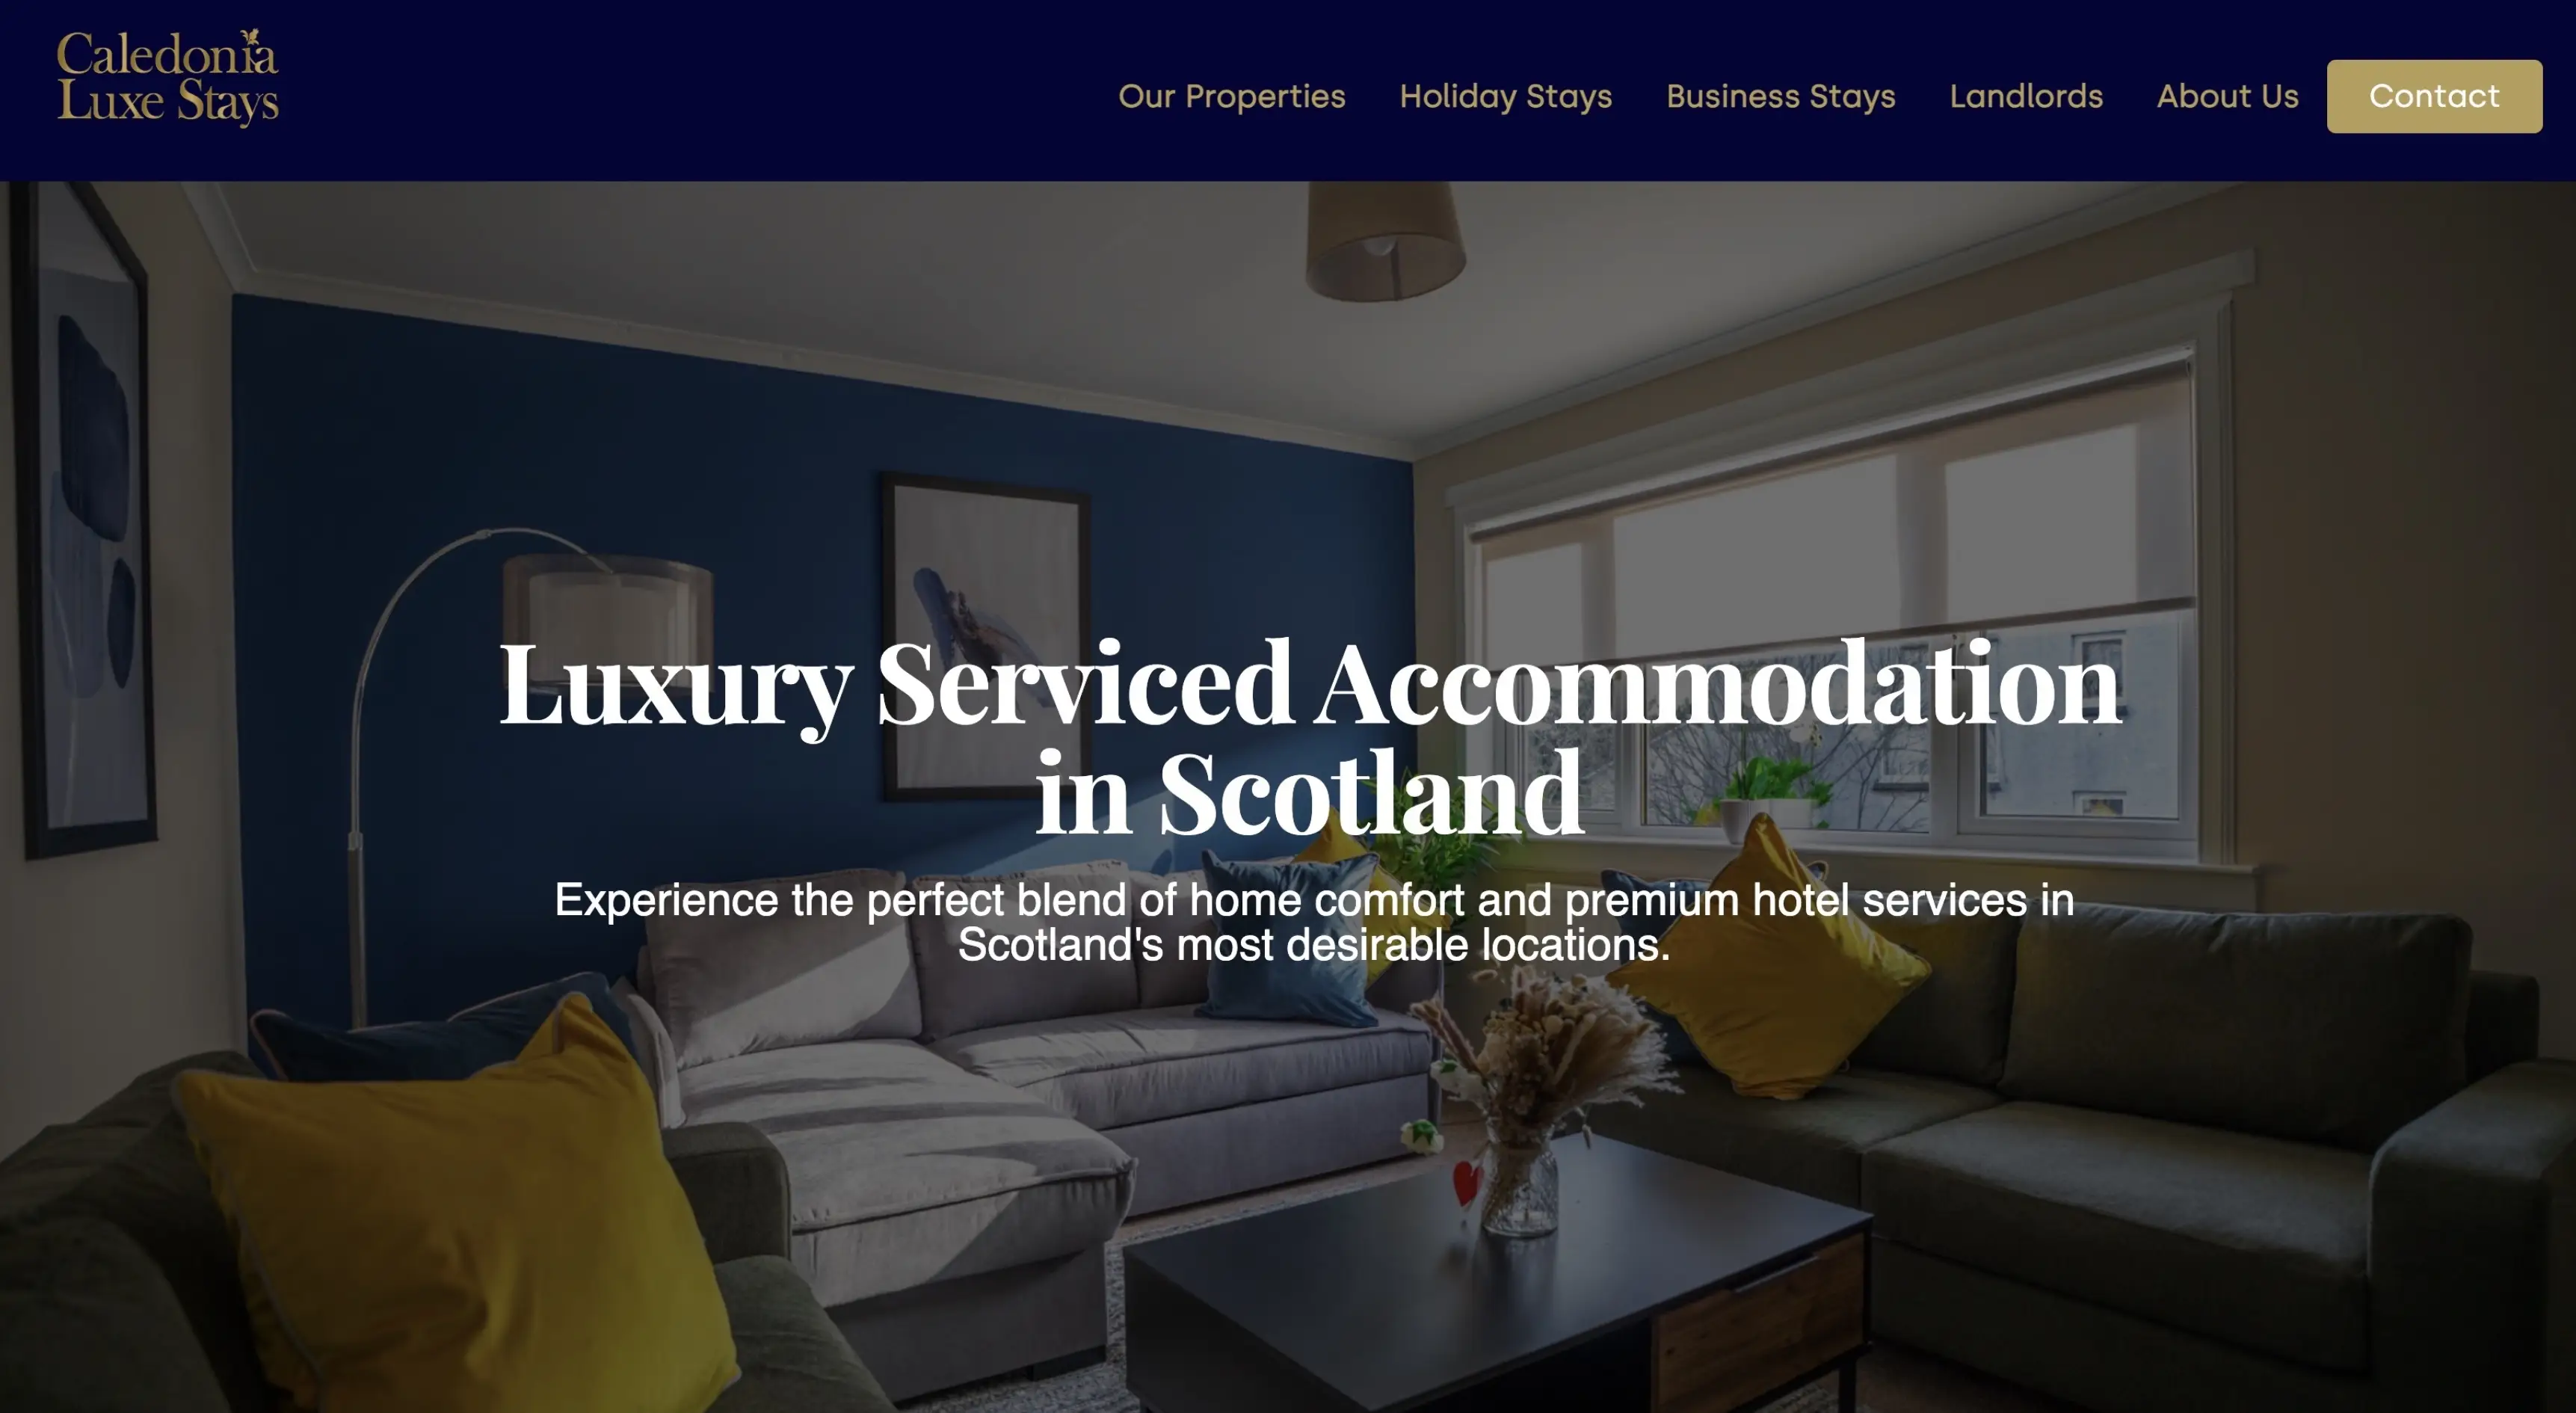 Caledonia
Luxe Stays
Our Properties Holiday Stays Business Stays Landlords About Us Contact
Luxury Serviced Accommodation
in Scotland
Experience the perfect blend of home comfort and premium hotel services in
Scotland's most desirable locations.